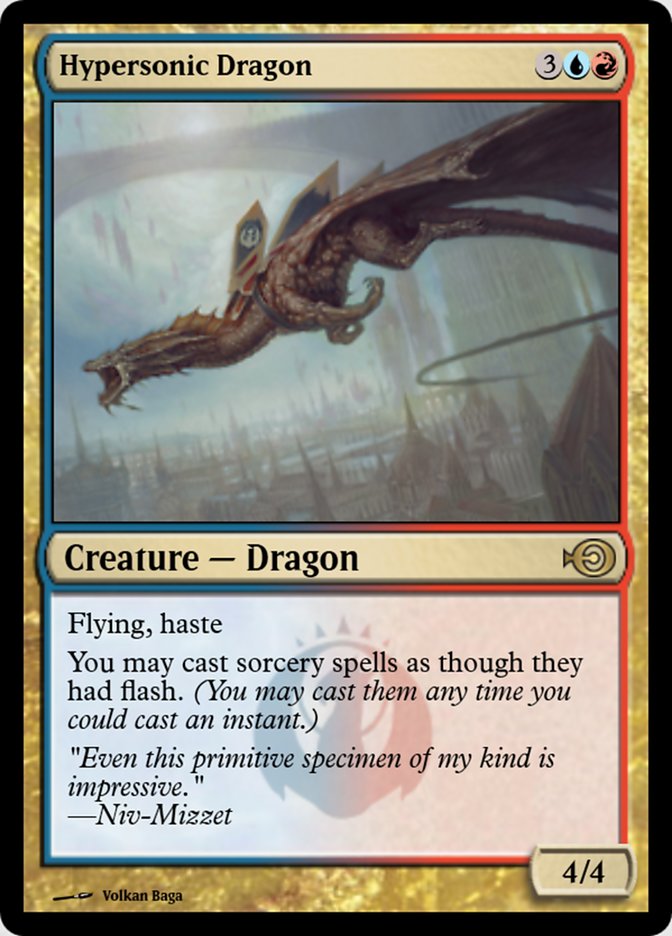 Hypersonic Dragon
3
Creature — Dragon
Flying, haste
You may cast sorcery spells as though they
had flash. (You may cast them any time you
could cast an instant.)
"Even this primitive specimen of my kind is
impressive."
—Niv-Mizzet
4/4
Volkan Baga